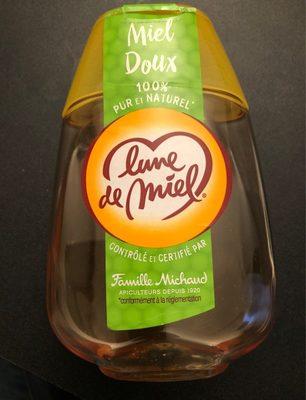 Miel
Doux
100%
PUR ET NATUREL*
lune
de miel®
CONTRÔLÉ ET CERTIFIÉ PAR
Famille Michaud
APICULTEURS DEPUIS 1920
*conformément à la réglementation